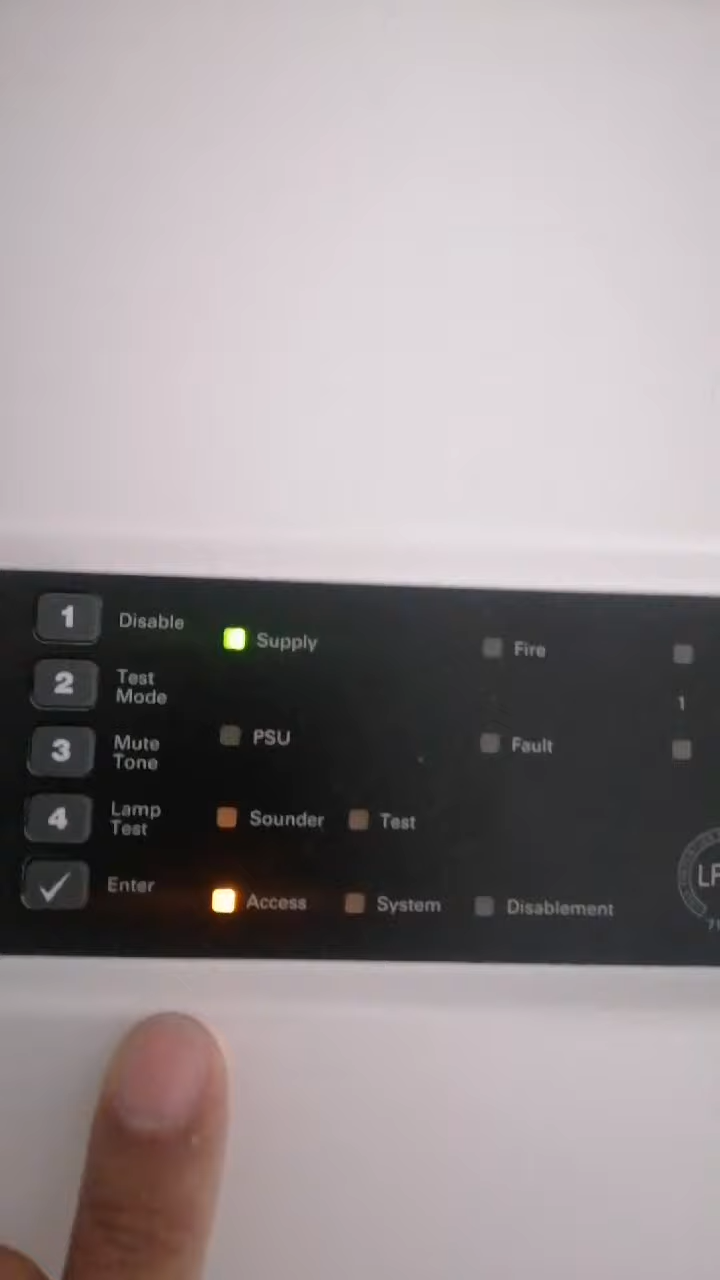 1 Disable
Supply
Fire
2 Test
Mode
1
3 Mute
Tone
PSU
Fault
4 Lamp
Test
Sounder
Test
✓ Enter
Access
System
Disablement